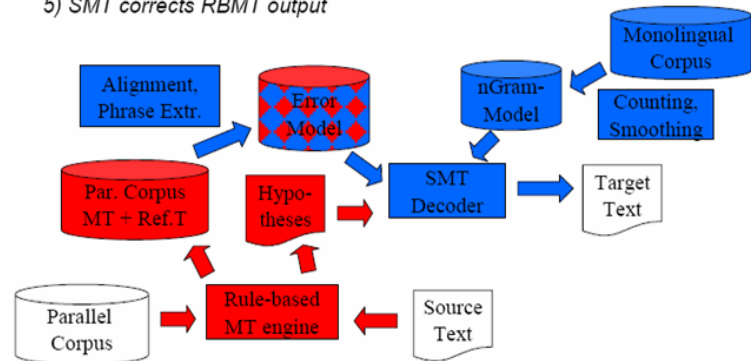 5) SMT corrects RBMT output
Monolingual
Corpus
Alignment,
Phrase Extr.
Error
Model
nGram-
Model
Counting,
Smoothing
Par. Corpus
MT + Ref.T
Hypo-
theses
SMT
Decoder
Target
Text
Parallel
Corpus
Rule-based
MT engine
Source
Text